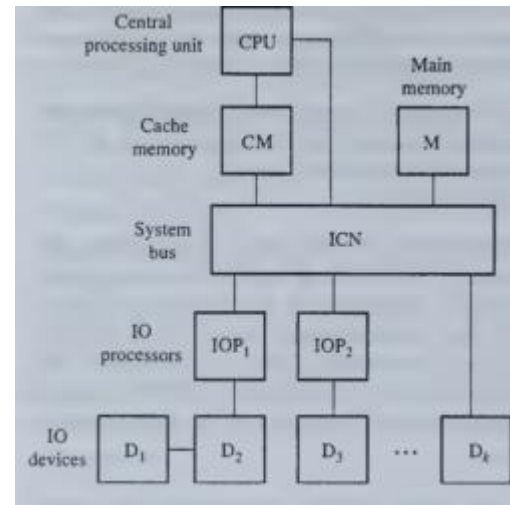 Central
processing unit
CPU
Main
memory
Cache
memory
CM
M
System
bus
ICN
IO
processors
IOP₁
IOP₂
IO
devices
D₁
D₂
D₃
...
Dₖ